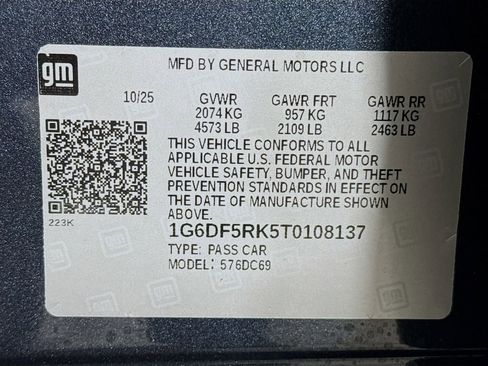 gm
MFD BY GENERAL MOTORS LLC
10/25 GVWR GAWR FRT GAWR RR
2074 KG 957 KG 1117 KG
4573 LB 2109 LB 2463 LB
THIS VEHICLE CONFORMS TO ALL
APPLICABLE U.S. FEDERAL MOTOR
VEHICLE SAFETY, BUMPER, AND THEFT
PREVENTION STANDARDS IN EFFECT ON
THE DATE OF MANUFACTURE SHOWN
ABOVE.
223K
1G6DF5RK5T0108137
TYPE: PASS CAR
MODEL: 576DC69